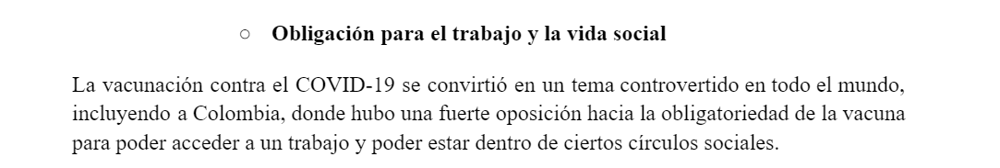 ○ Obligación para el trabajo y la vida social
La vacunación contra el COVID-19 se convirtió en un tema controvertido en todo el mundo,
incluyendo a Colombia, donde hubo una fuerte oposición hacia la obligatoriedad de la vacuna
para poder acceder a un trabajo y poder estar dentro de ciertos círculos sociales.